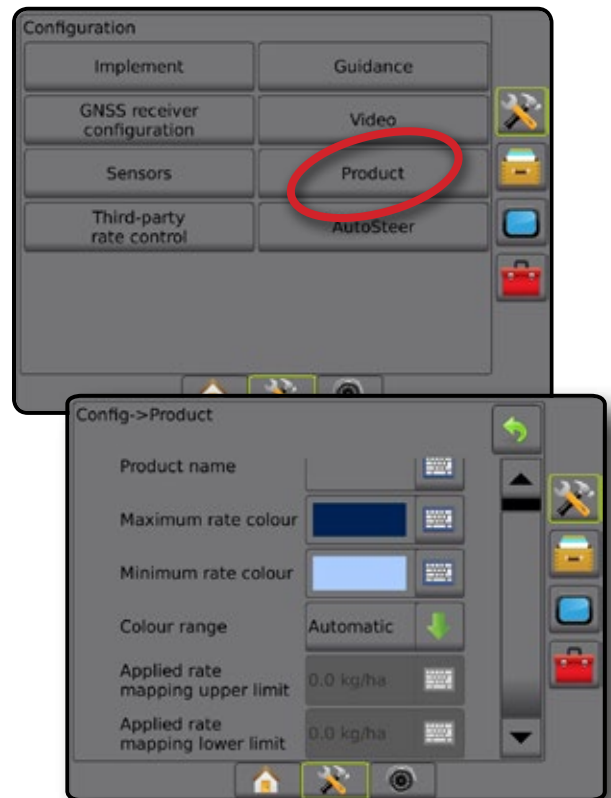 Configuration
Implement
Guidance
GNSS receiver
configuration
Video
Sensors
Product
Third-party
rate control
AutoSteer
Config->Product
Product name
Maximum rate colour
Minimum rate colour
Colour range
Automatic
Applied rate
mapping upper limit
0.0 kg/ha
Applied rate
mapping lower limit
0.0 kg/ha